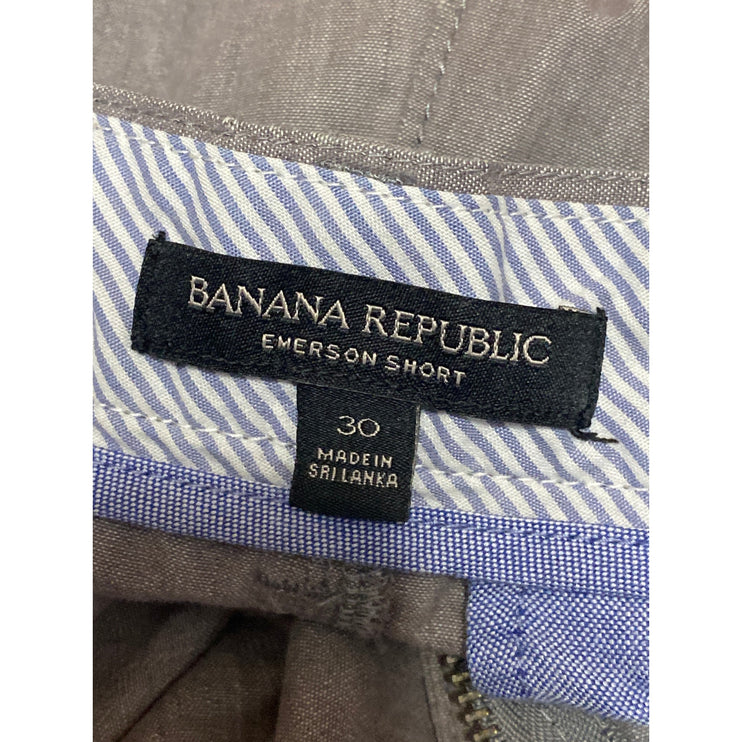 BANANA REPUBLIC
EMERSON SHORT
30
MADE IN
SRI LANKA